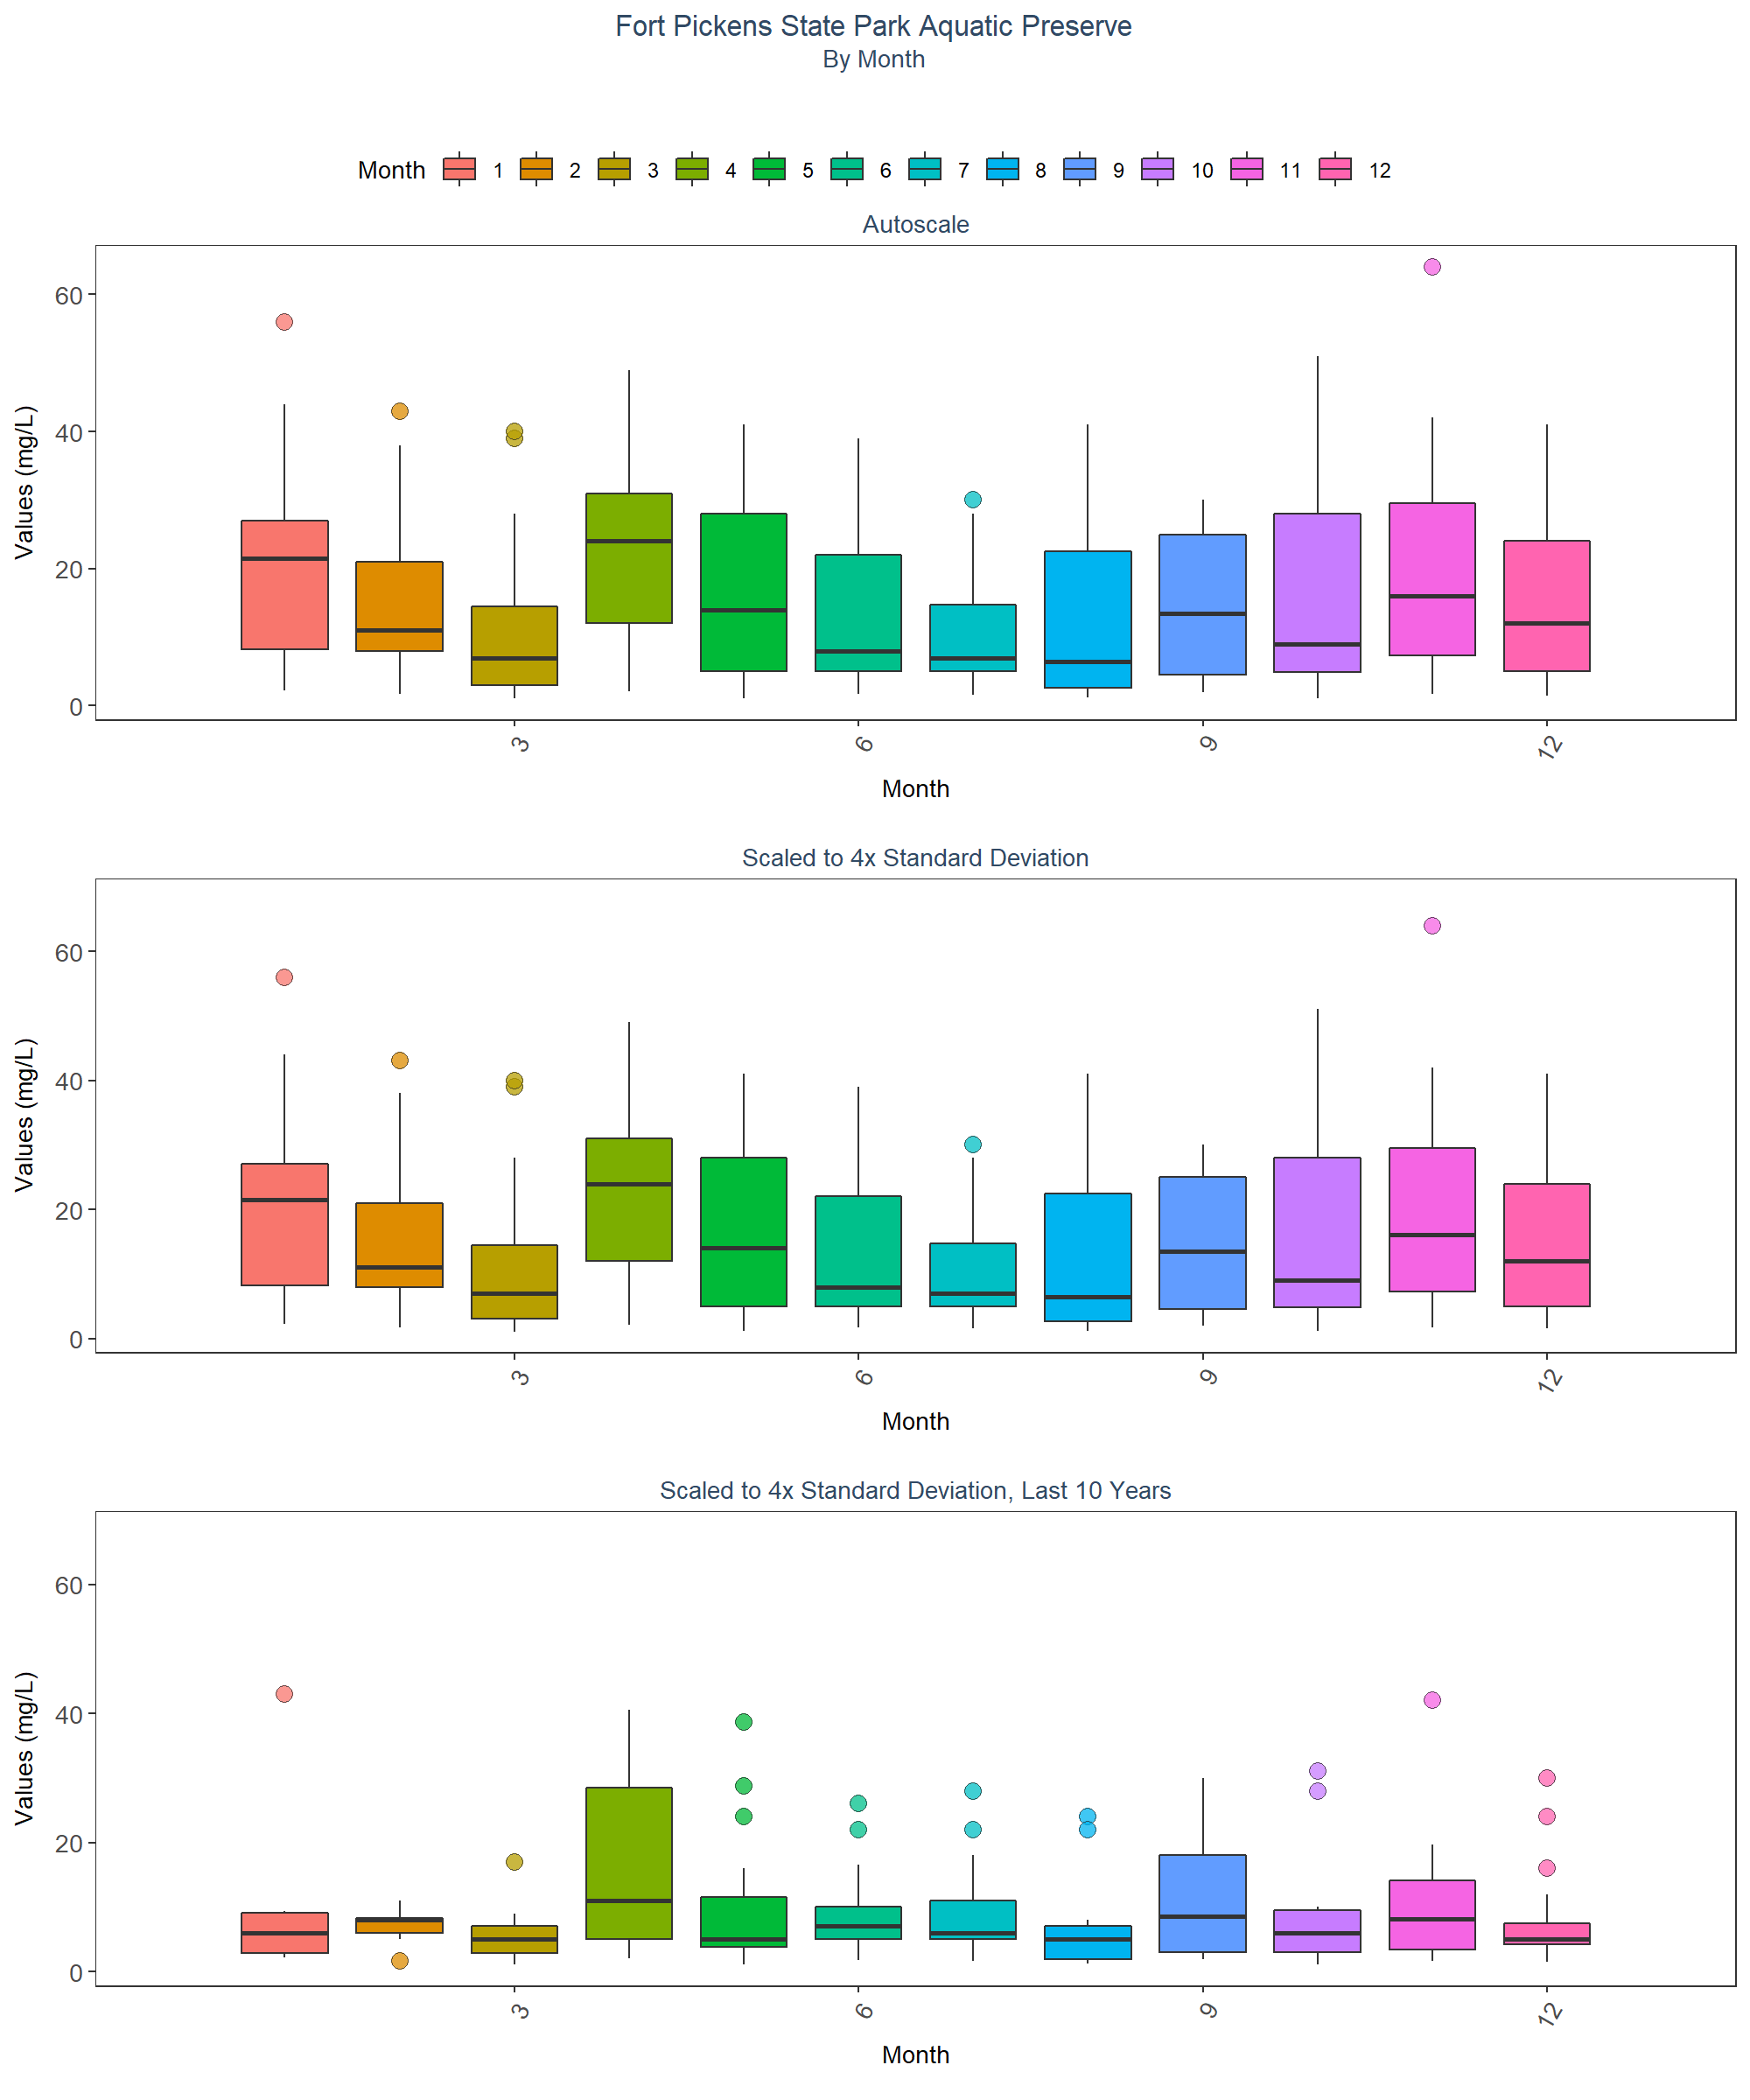 Fort Pickens State Park Aquatic Preserve
By Month
Month 1 2 3 4 5 6 7 8 9 10 11 12
Autoscale
Values (mg/L)
60
40
20
0
3 6 9 12
Month
Scaled to 4x Standard Deviation
Values (mg/L)
60
40
20
0
3 6 9 12
Month
Scaled to 4x Standard Deviation, Last 10 Years
Values (mg/L)
60
40
20
0
3 6 9 12
Month